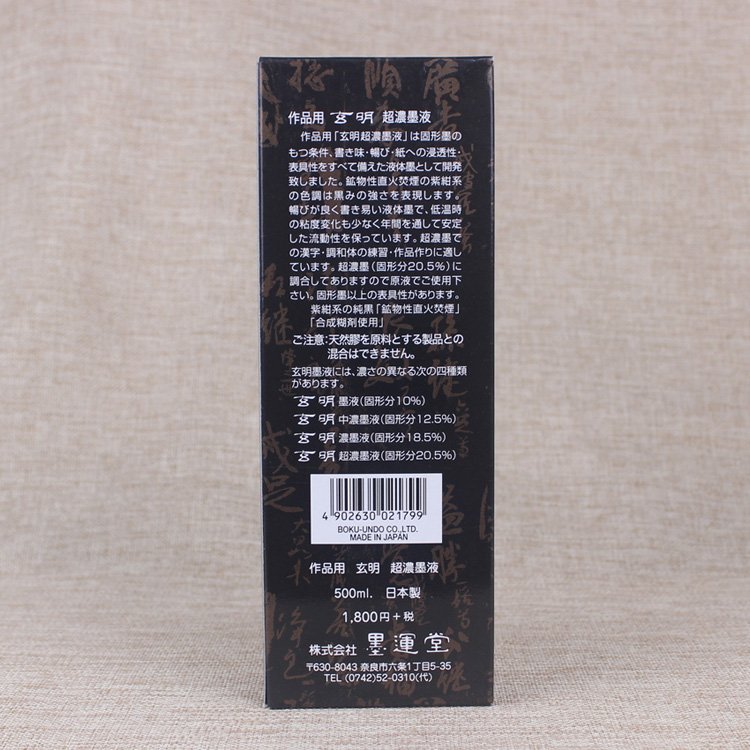 作品用 玄明 超濃墨液
作品用「玄明超濃墨液」は固形墨の
もつ条件、書き味・暢び・紙への浸透性・
表具性をすべて備えた液体墨として開発
致しました。鉱物性直火焚煙の紫紺系
の色調は黒みの強さを表現します。
暢びが良く書き易い液体墨で、低温時
の粘度変化も少なく年間を通して安定
した流動性を保っています。超濃墨で
の漢字・調和体の練習・作品作りに適し
ています。超濃墨(固形分20.5%)に
調合してありますので原液でご使用下
さい。固形墨以上の表具性があります。
紫紺系の純黒「鉱物性直火焚煙」
「合成糊剤使用」
ご注意:天然膠を原料とする製品との
混合はできません。
玄明墨液には、濃さの異なる次の四種類
があります。
玄明 墨液(固形分10%)
玄明 中濃墨液(固形分12.5%)
玄明 濃墨液(固形分18.5%)
玄明 超濃墨液(固形分20.5%)
4 902630 021799
BOKU-UNDO CO.,LTD.
MADE IN JAPAN
作品用 玄明 超濃墨液
500ml. 日本製
1,800円+税
株式会社 墨運堂
〒630-8043 奈良市六条1丁目5-35
TEL (0742)52-0310(代)